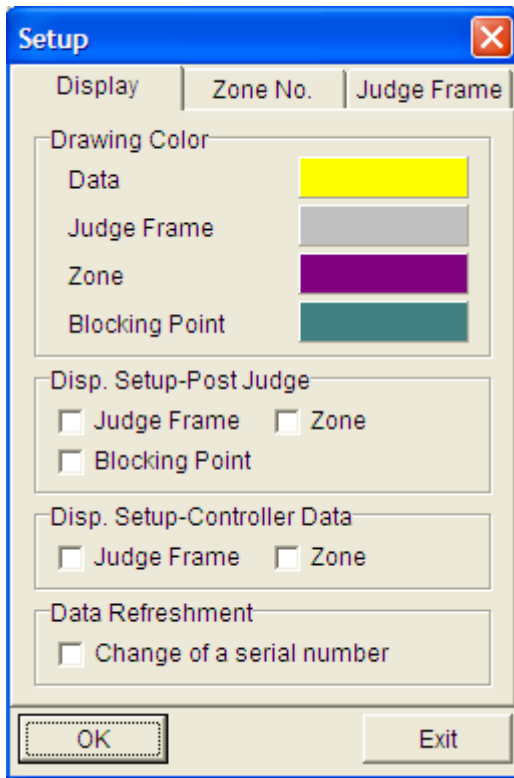 Setup
Display Zone No. Judge Frame
Drawing Color
Data
Judge Frame
Zone
Blocking Point
Disp. Setup-Post Judge
Judge Frame Zone
Blocking Point
Disp. Setup-Controller Data
Judge Frame Zone
Data Refreshment
Change of a serial number
OK Exit